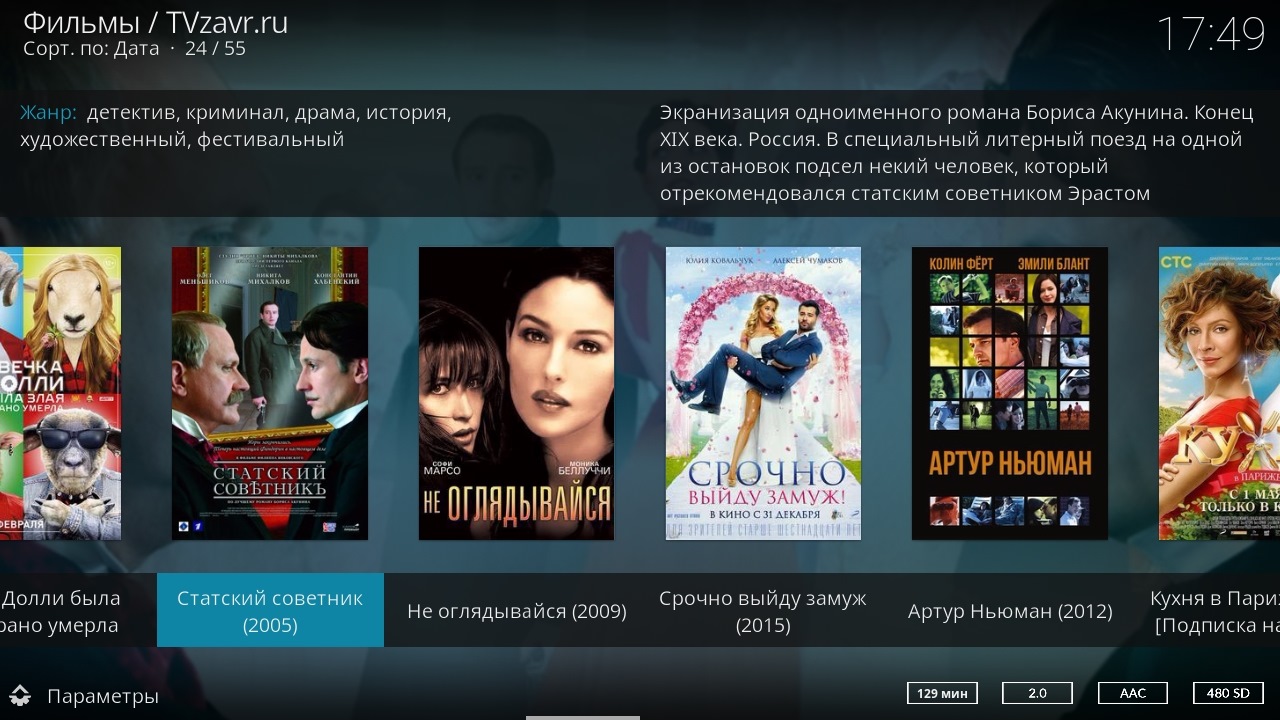 Фильмы / TVzavr.ru
Сорт. по: Дата · 24 / 55
17:49
Жанр: детектив, криминал, драма, история,
художественный, фестивальный
Экранизация одноименного романа Бориса Акунина. Конец
XIX века. Россия. В специальный литерный поезд на одной
из остановок подсел некий человек, который
отрекомендовался статским советником Эрастом
ВЕЧКА
ОЛЛИ
ЛА ЗЛАЯ
АНО УМЕРЛА
ФЕВРАЛЯ
ОЛЕГ
МЕНЬШИКОВ
НИКИТА
МИХАЛКОВ
КОНСТАНТИН
ХАБЕНСКИЙ
СТАТСКИЙ
СОВѢТНИКЪ
СОФИ
МАРСО
МОНИКА
БЕЛЛУЧЧИ
НЕ ОГЛЯДЫВАЙСЯ
ЮЛИЯ КОВАЛЬЧУК
АЛЕКСЕЙ ЧУМАКОВ
СРОЧНО
ВЫЙДУ ЗАМУЖ!
В КИНО С 31 ДЕКАБРЯ
КОЛИН ФЁРТ
ЭМИЛИ БЛАНТ
АРТУР НЬЮМАН
СТС
КУХ
В ПАРИЖЕ
С 1 МАЯ
ТОЛЬКО В К
Долли была
рано умерла
Статский советник
(2005)
Не оглядывайся (2009)
Срочно выйду замуж
(2015)
Артур Ньюман (2012)
Кухня в Париж
[Подписка на
Параметры
129 мин
2.0
AAC
480 SD